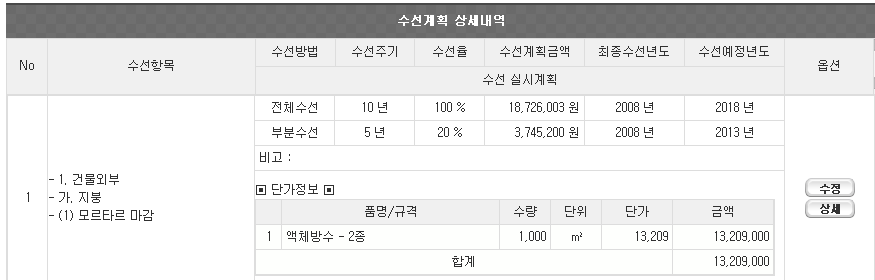 수선계획 상세내역
No 수선항목 수선방법 수선주기 수선율 수선계획금액 최종수선년도 수선예정년도 옵션
수선 실시계획
전체수선 10 년 100 % 18,726,003 원 2008 년 2018 년
부분수선 5 년 20 % 3,745,200 원 2008 년 2013 년
비고 :
1
- 1. 건물외부
- 가. 지붕
- (1) 모르타르 마감
▣ 단가정보 ▣
품명/규격 수량 단위 단가 금액
1 액체방수 - 2종 1,000 ㎡ 13,209 13,209,000
합계 13,209,000
수정
상세